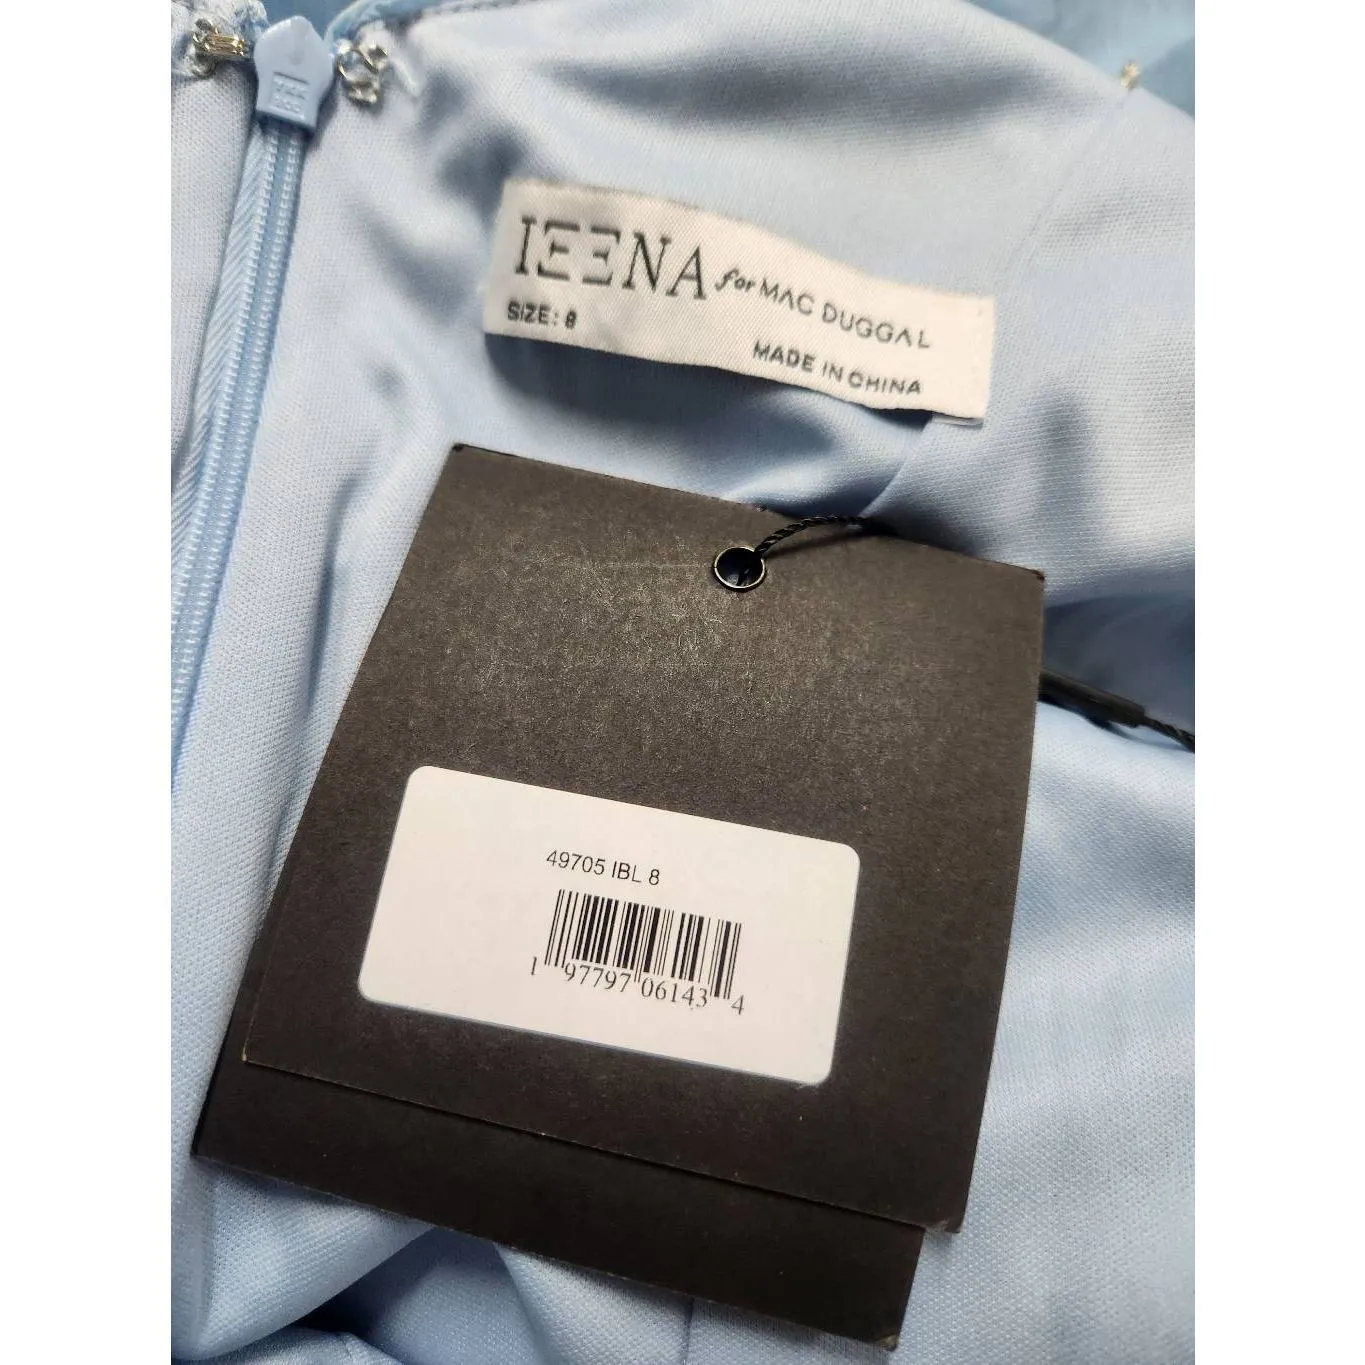 IEENA for MAC DUGGAL
SIZE: 8
MADE IN CHINA
49705 IBL 8
1 97797 06143 4